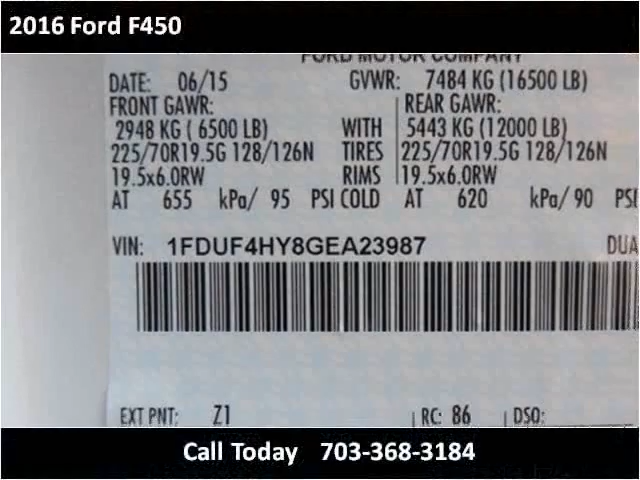 2016 Ford F450
FORD MOTOR COMPANY
DATE: 06/15 GVWR: 7484 KG (16500 LB)
FRONT GAWR: REAR GAWR:
2948 KG ( 6500 LB) WITH 5443 KG (12000 LB)
225/70R19.5G 128/126N TIRES 225/70R19.5G 128/126N
19.5x6.0RW RIMS 19.5x6.0RW
AT 655 kPa/ 95 PSI COLD AT 620 kPa/ 90 PSI
VIN: 1FDUF4HY8GEA23987 DUA
EXT PNT: Z1 RC: 86 DSO:
Call Today 703-368-3184